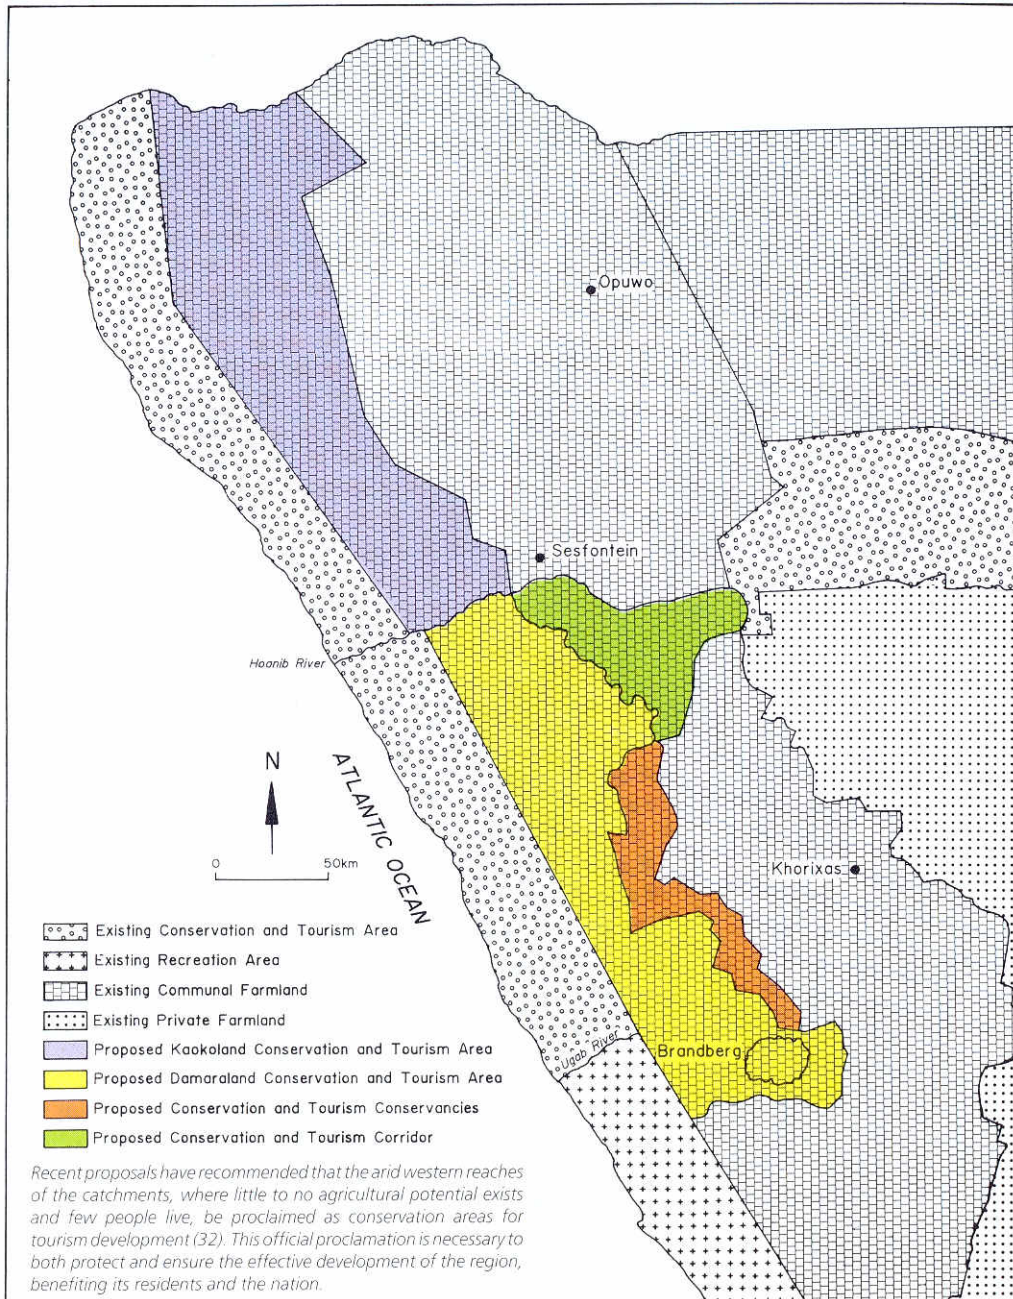 Opuwo
Sesfontein
Hoanib River
N
ATLANTIC OCEAN
0 50km
Khorixas
Existing Conservation and Tourism Area
Existing Recreation Area
Existing Communal Farmland
Existing Private Farmland
Ugab River
Brandberg
Proposed Kaokoland Conservation and Tourism Area
Proposed Damaraland Conservation and Tourism Area
Proposed Conservation and Tourism Conservancies
Proposed Conservation and Tourism Corridor
Recent proposals have recommended that the arid western reaches
of the catchments, where little to no agricultural potential exists
and few people live, be proclaimed as conservation areas for
tourism development (32). This official proclamation is necessary to
both protect and ensure the effective development of the region,
benefiting its residents and the nation.